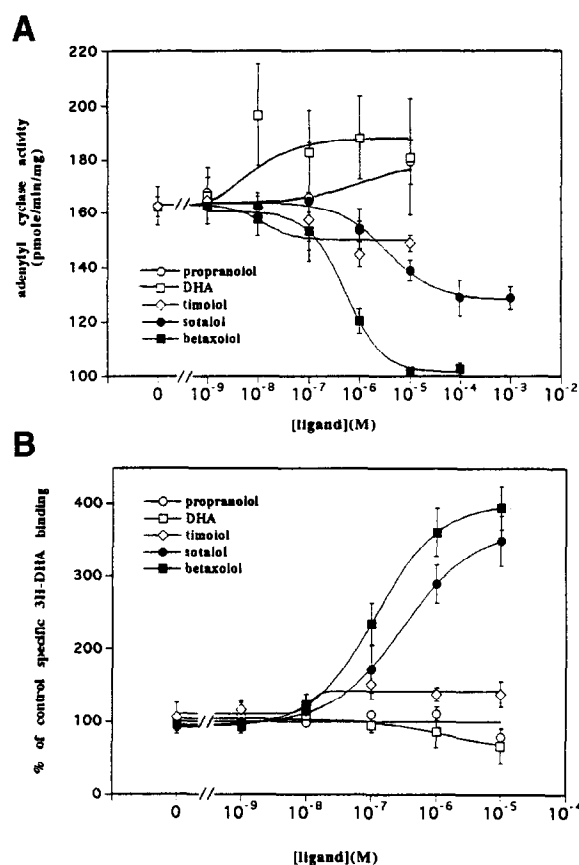 A
220
200
180
160
140
120
100
adenylyl cyclase activity
(pmole/min/mg)
propranolol
DHA
timolol
sotalol
betaxolol
0 // 10-9 10-8 10-7 10-6 10-5 10-4 10-3 10-2
[ligand](M)
B
400
300
200
100
0
% of control specific 3H-DHA binding
propranolol
DHA
timolol
sotalol
betaxolol
0 // 10-9 10-8 10-7 10-6 10-5 10-4
[ligand](M)